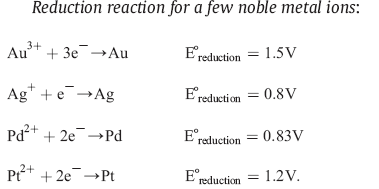 Reduction reaction for a few noble metal ions:
Au³⁺ + 3e⁻→Au E°reduction = 1.5V
Ag⁺ + e⁻→Ag E°reduction = 0.8V
Pd²⁺ + 2e⁻→Pd E°reduction = 0.83V
Pt²⁺ + 2e⁻→Pt E°reduction = 1.2V.